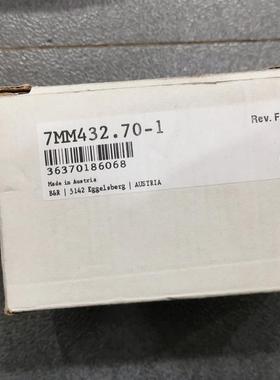 7MM432.70-1
Rev. F
36370186068
Made in Austria
B&R | 5142 Eggelsberg | AUSTRIA